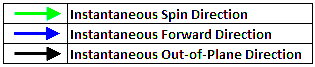 Instantaneous Spin Direction
Instantaneous Forward Direction
Instantaneous Out-of-Plane Direction